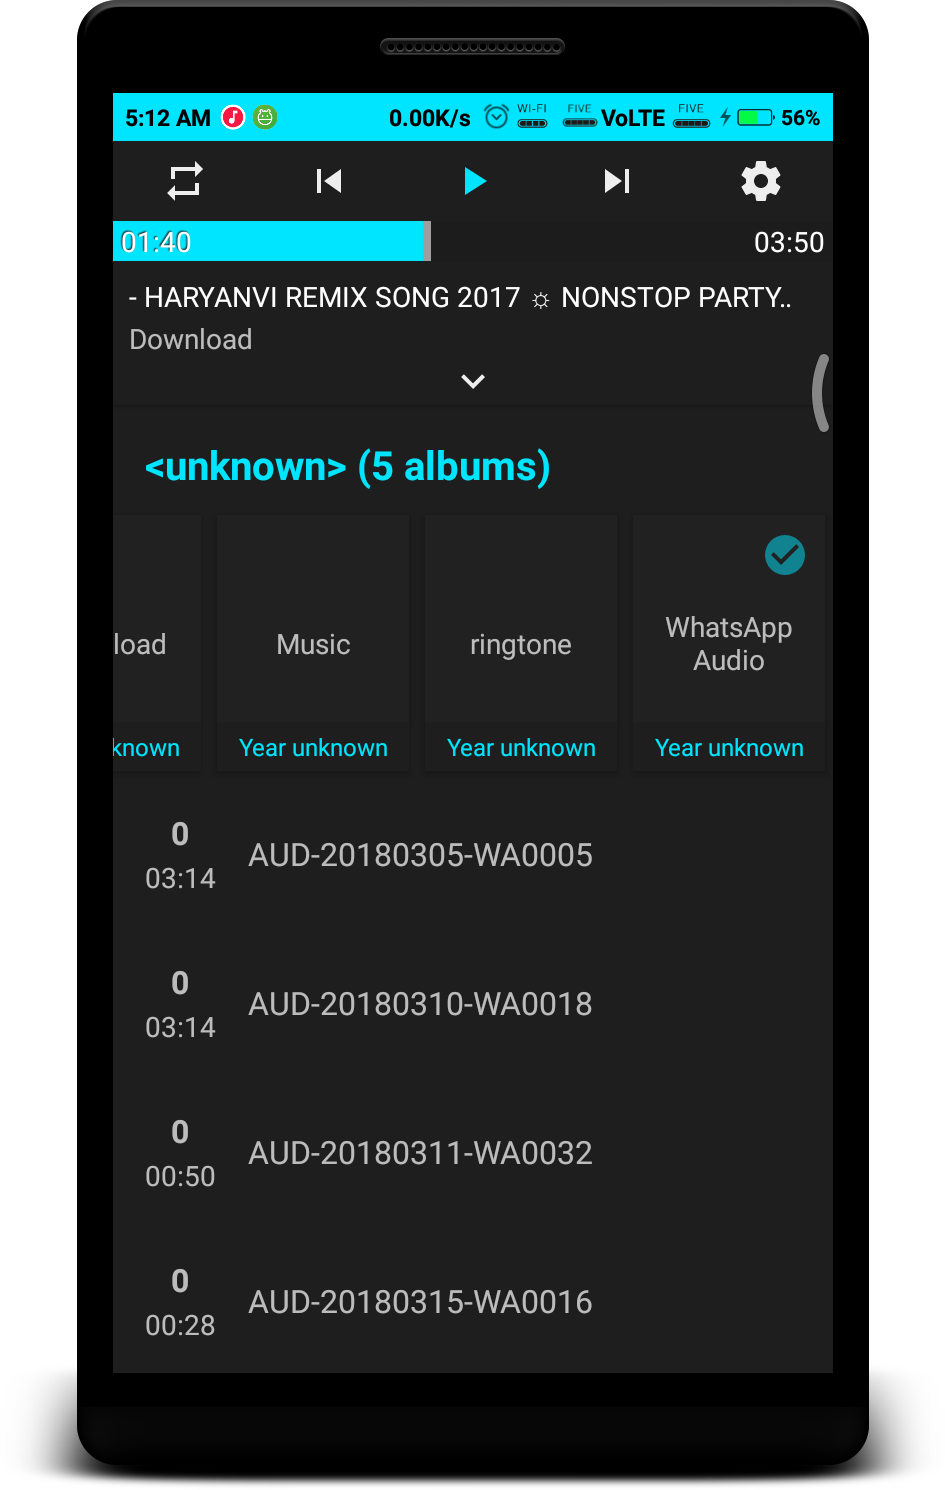 5:12 AM 0.00K/s WI-FI FIVE VoLTE FIVE 56%
01:40 03:50
- HARYANVI REMIX SONG 2017 ☼ NONSTOP PARTY..
Download
<unknown> (5 albums)
load Music ringtone WhatsApp
Audio
known Year unknown Year unknown Year unknown
0
03:14 AUD-20180305-WA0005
0
03:14 AUD-20180310-WA0018
0
00:50 AUD-20180311-WA0032
0
00:28 AUD-20180315-WA0016